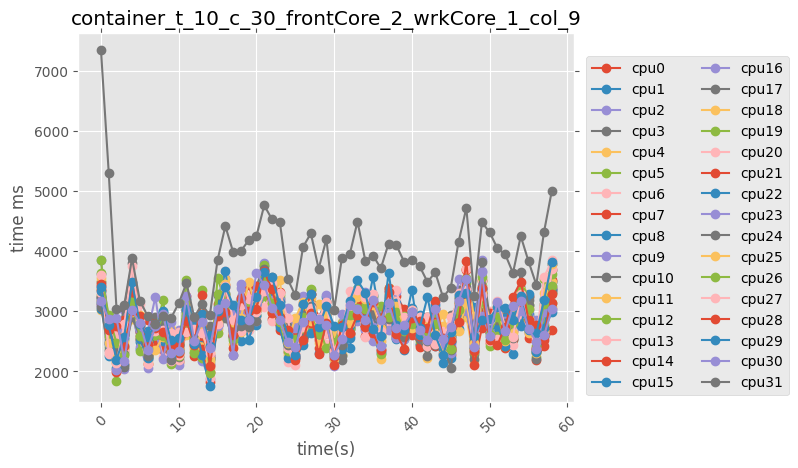 container_t_10_c_30_frontCore_2_wrkCore_1_col_9
time ms
7000
6000
5000
4000
3000
2000
0
10
20
30
40
50
60
time(s)
cpu0
cpu1
cpu2
cpu3
cpu4
cpu5
cpu6
cpu7
cpu8
cpu9
cpu10
cpu11
cpu12
cpu13
cpu14
cpu15
cpu16
cpu17
cpu18
cpu19
cpu20
cpu21
cpu22
cpu23
cpu24
cpu25
cpu26
cpu27
cpu28
cpu29
cpu30
cpu31